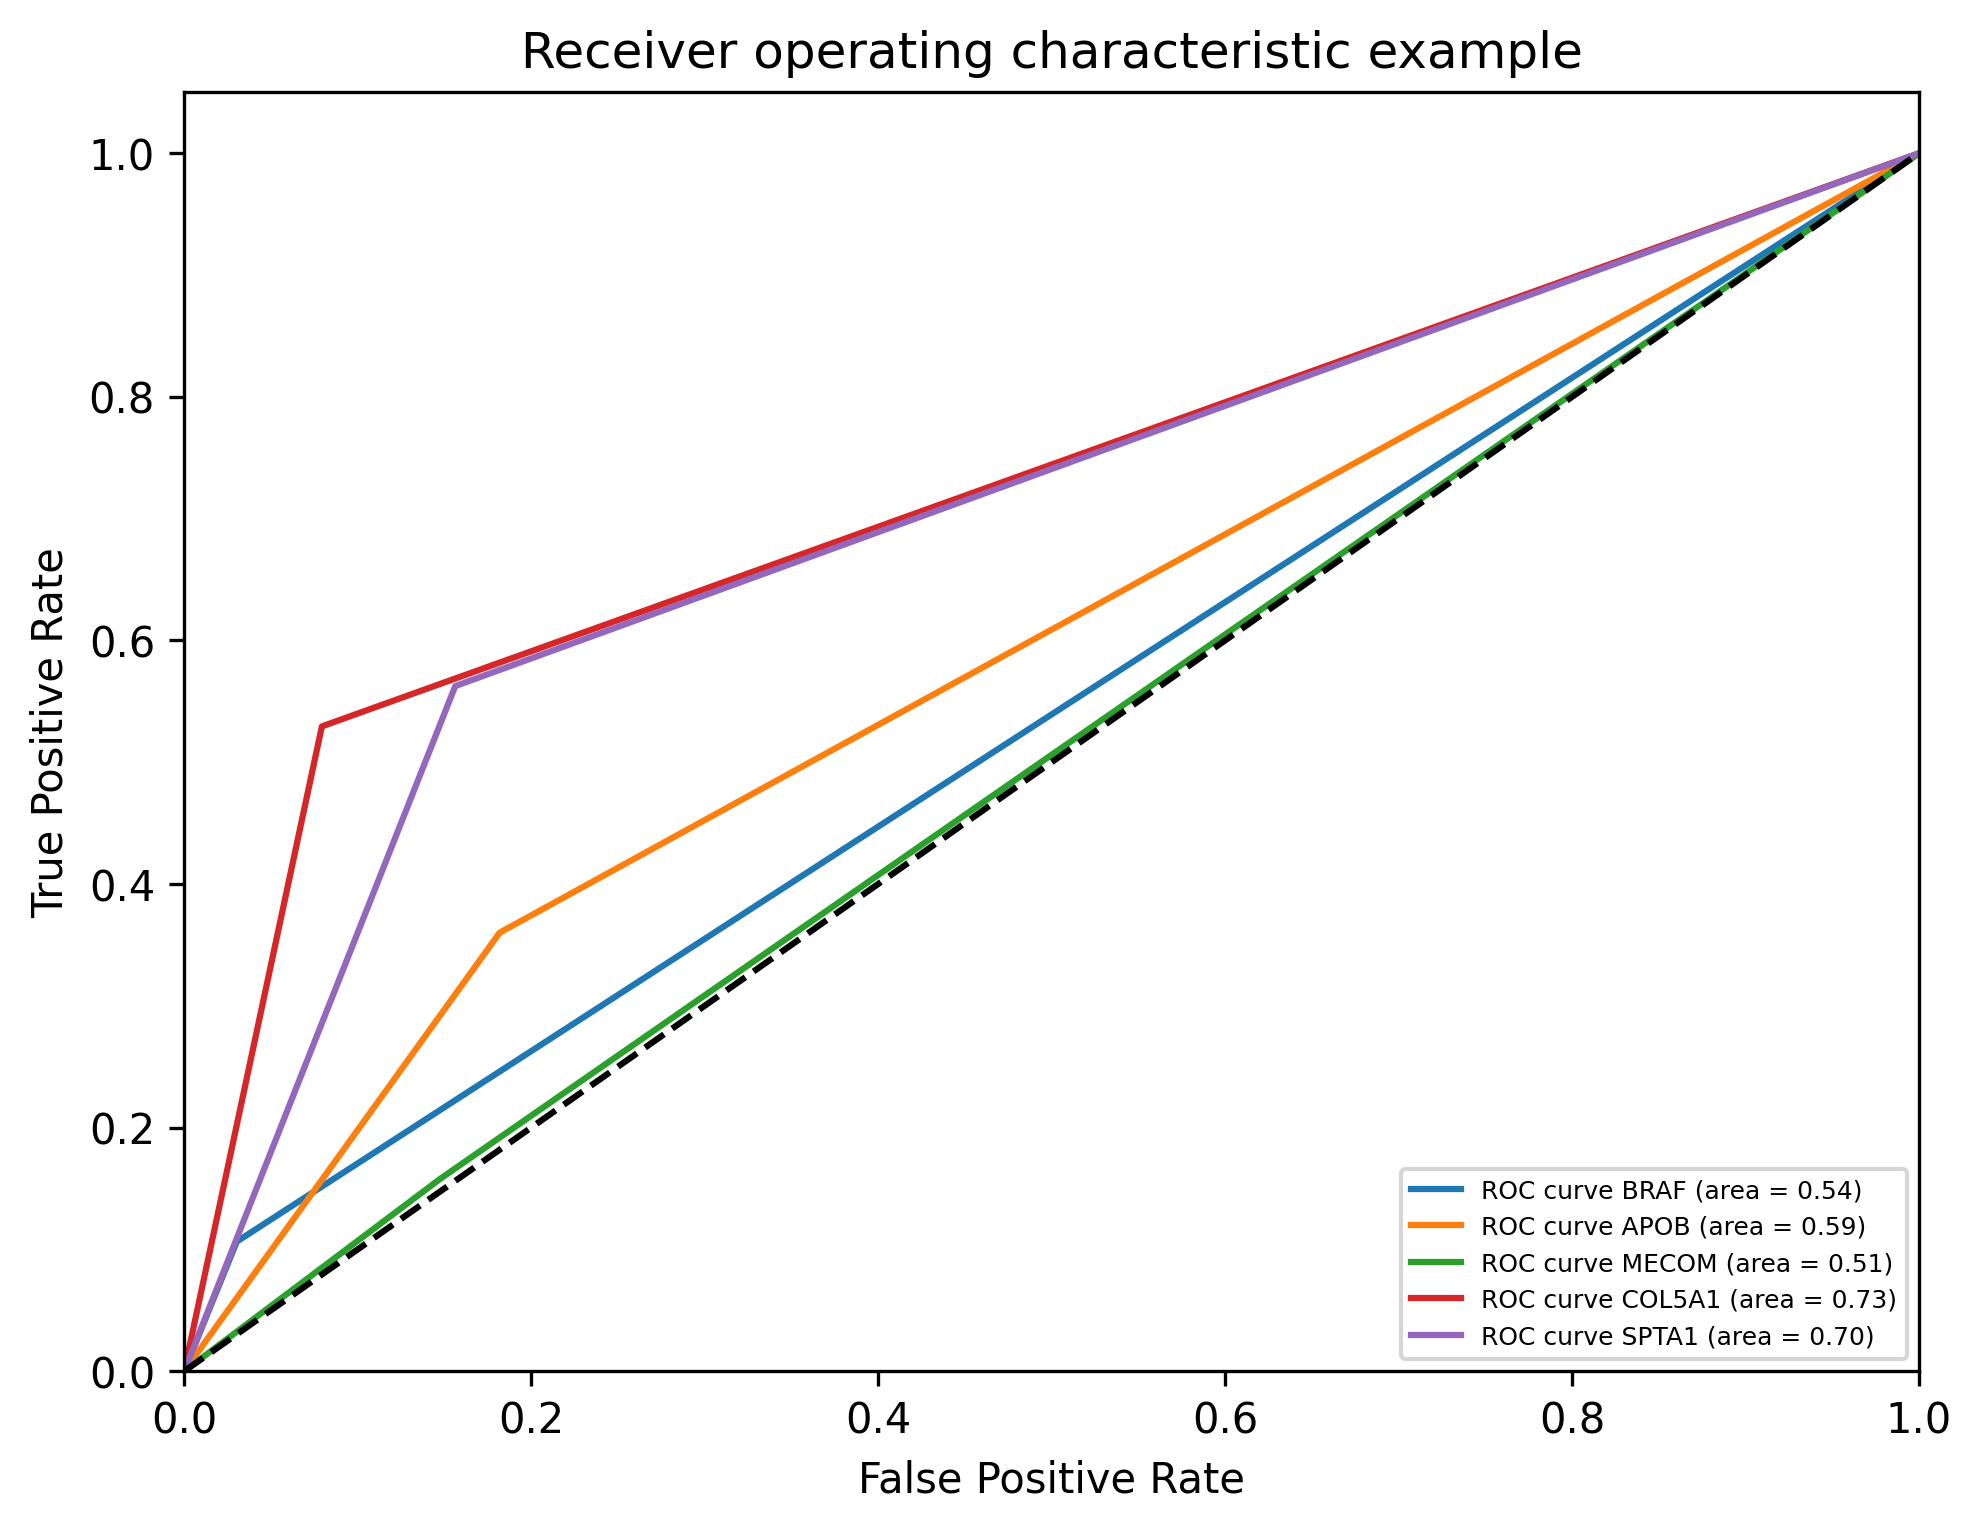 Receiver operating characteristic example
True Positive Rate
1.0
0.8
0.6
0.4
0.2
0.0
0.0 0.2 0.4 0.6 0.8 1.0
False Positive Rate
ROC curve BRAF (area = 0.54)
ROC curve APOB (area = 0.59)
ROC curve MECOM (area = 0.51)
ROC curve COL5A1 (area = 0.73)
ROC curve SPTA1 (area = 0.70)